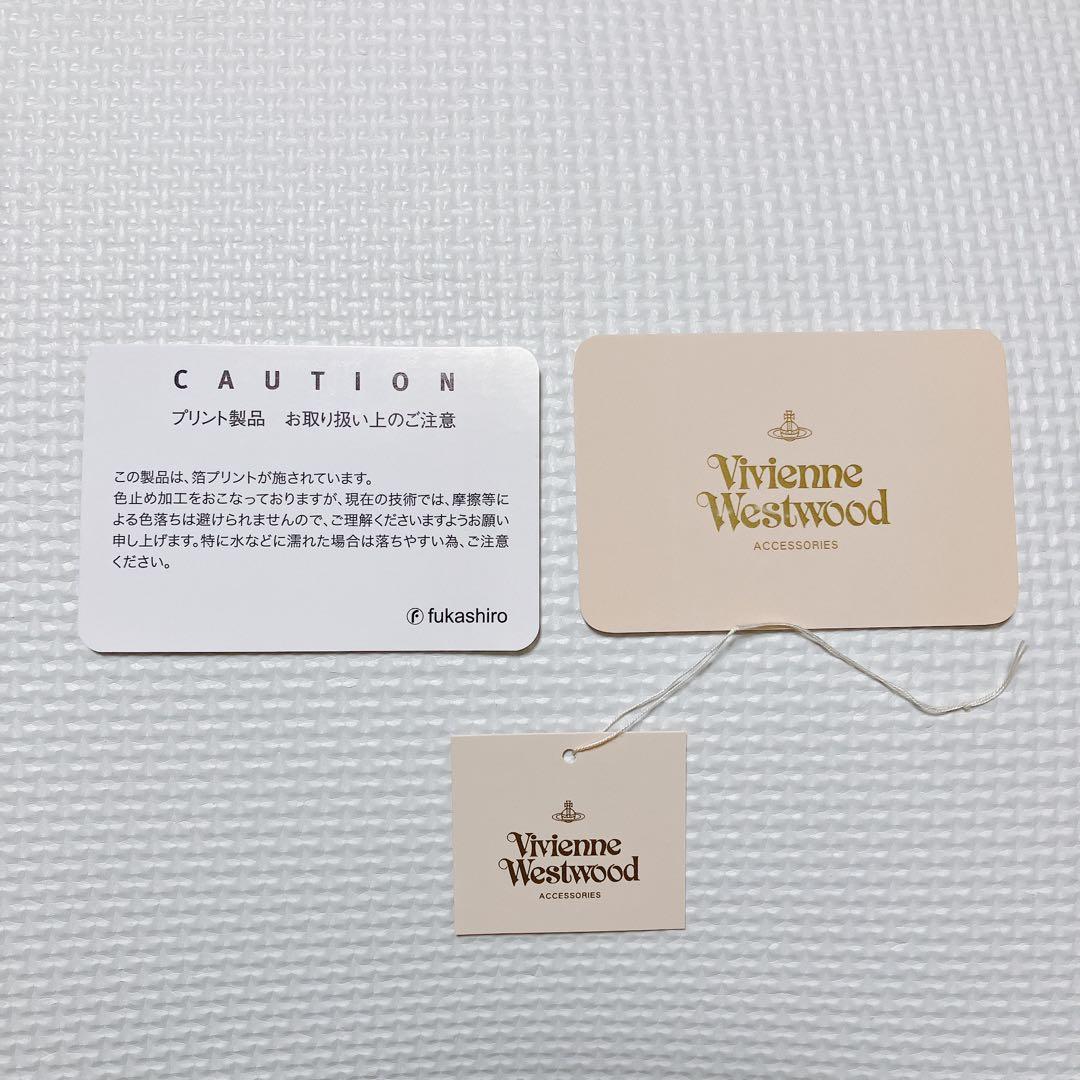 CAUTION
プリント製品　お取り扱い上のご注意
この製品は、箔プリントが施されています。
色止め加工をおこなっておりますが、現在の技術では、摩擦等に
よる色落ちは避けられませんので、ご理解くださいますようお願い
申し上げます。特に水などに濡れた場合は落ちやすい為、ご注意
ください。
fukashiro
Vivienne
Westwood
ACCESSORIES
Vivienne
Westwood
ACCESSORIES